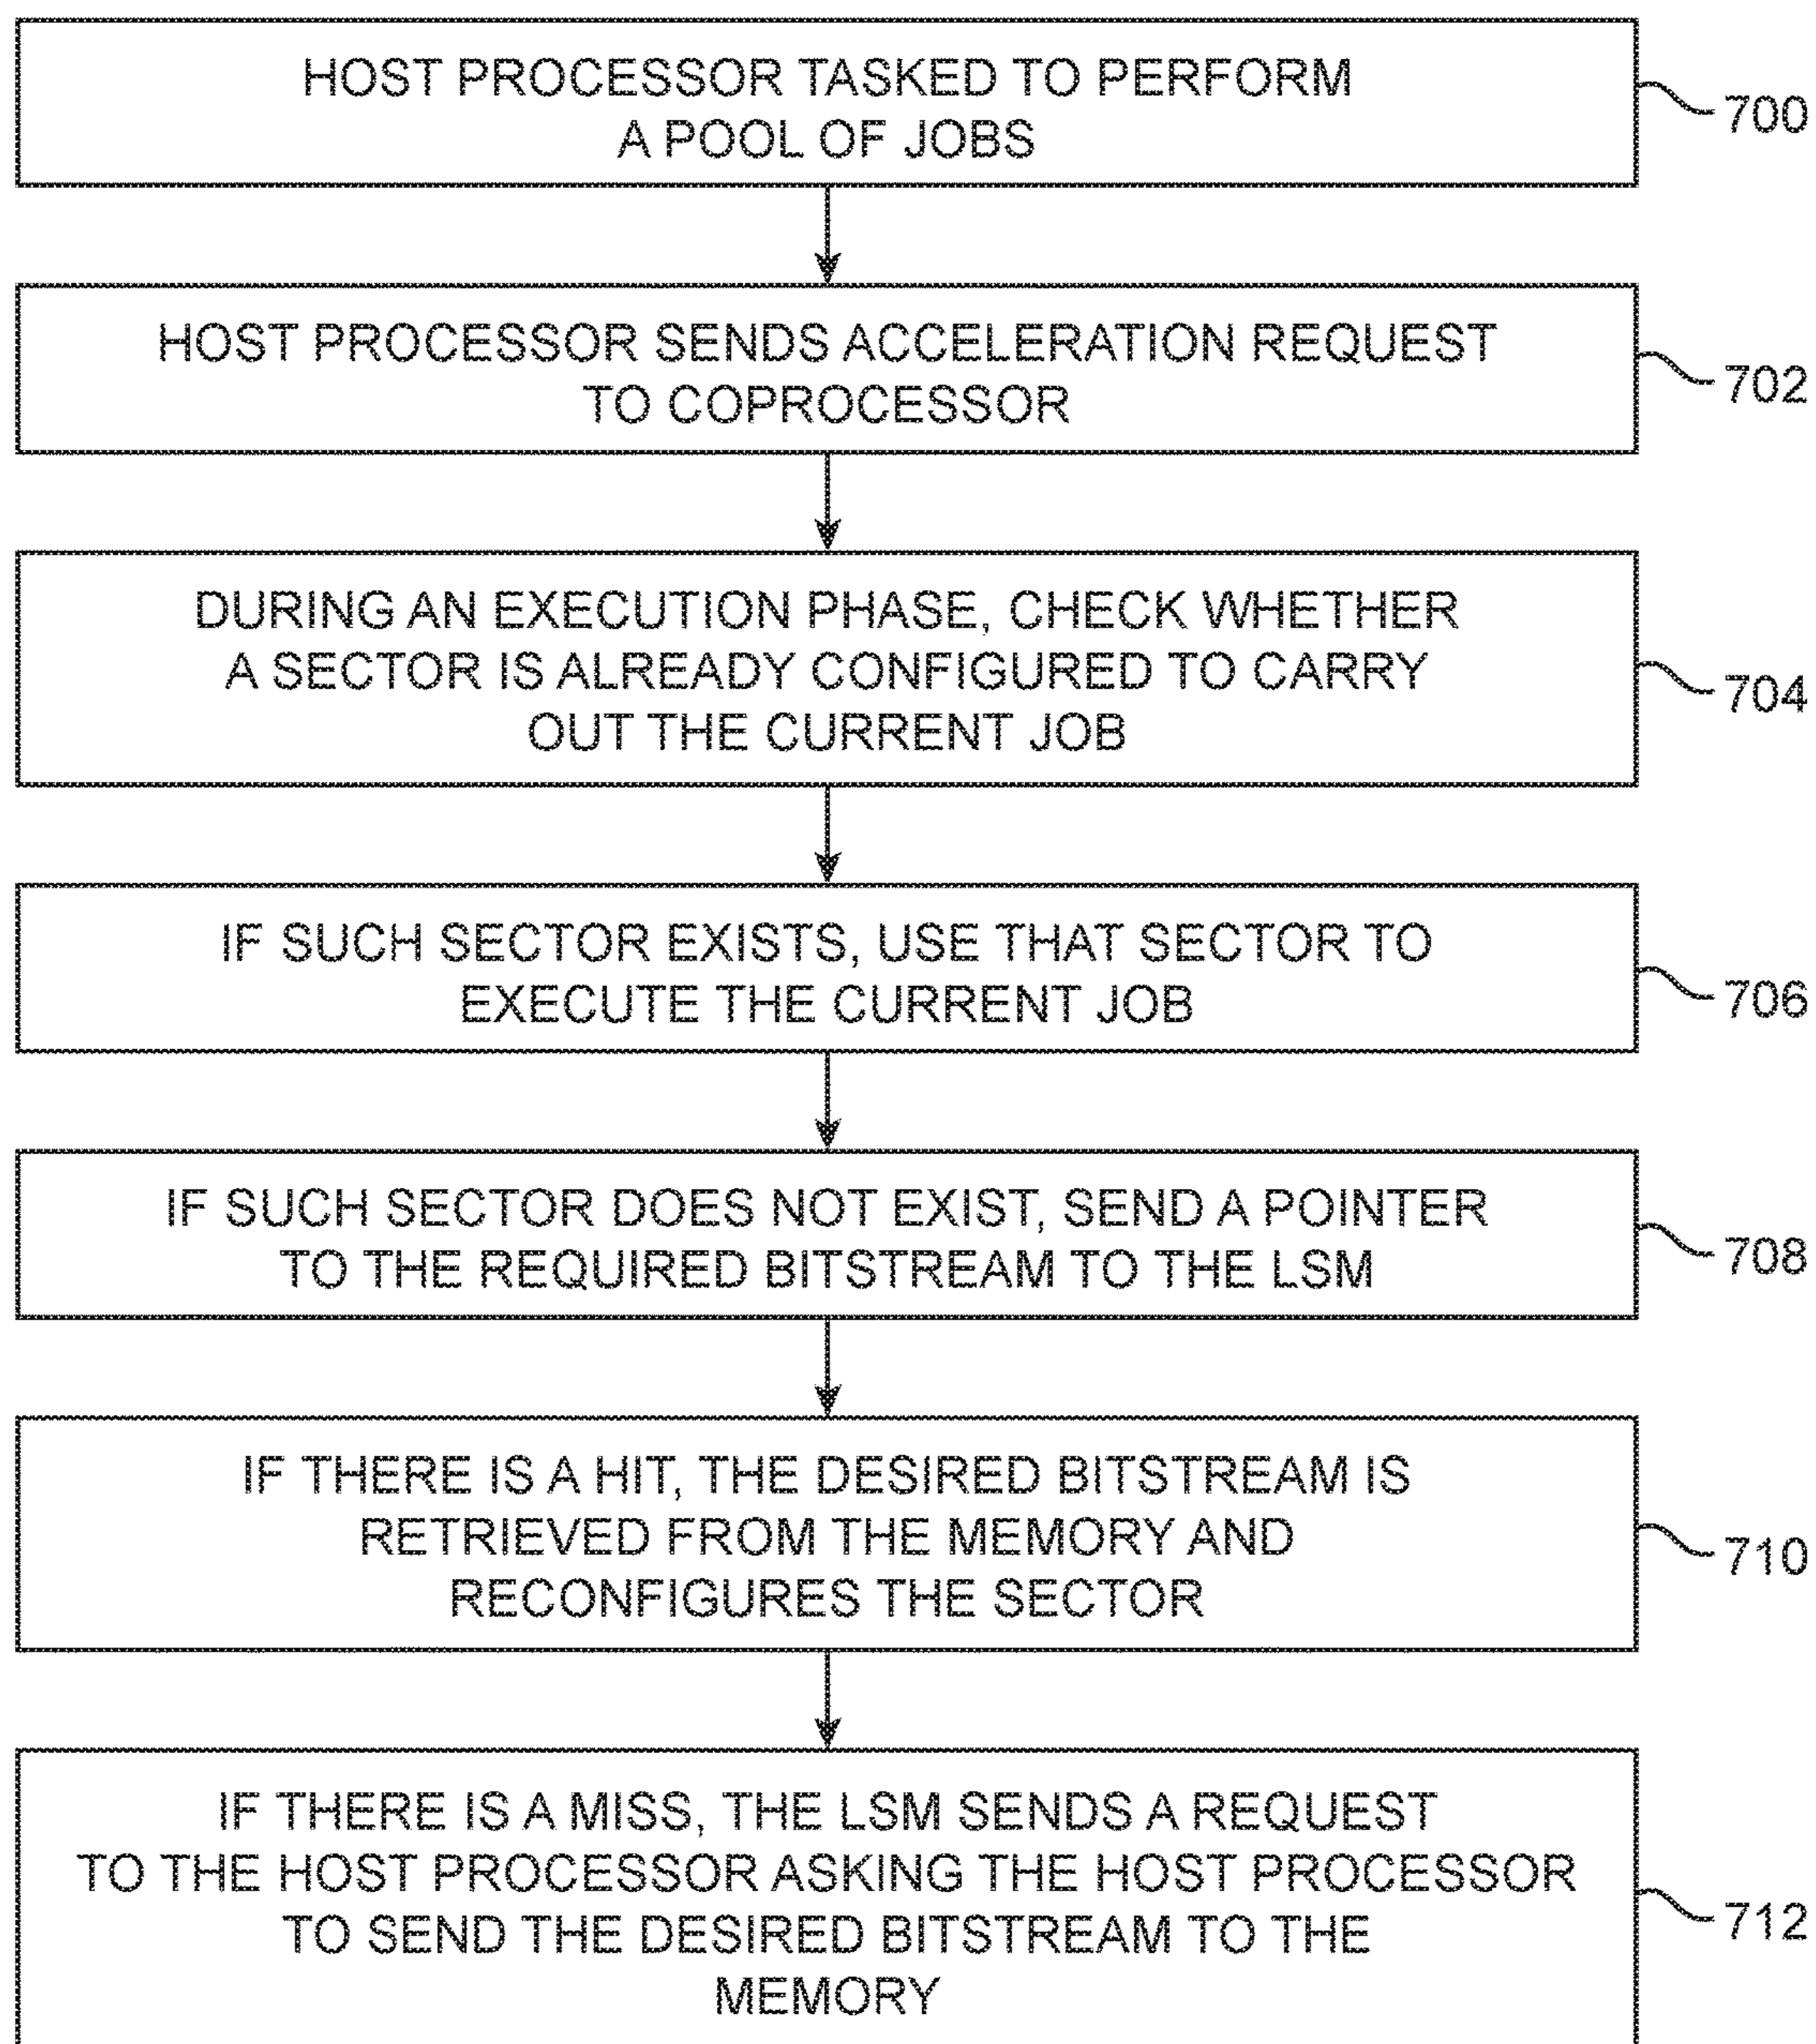 HOST PROCESSOR TASKED TO PERFORM
A POOL OF JOBS
700
HOST PROCESSOR SENDS ACCELERATION REQUEST
TO COPROCESSOR
702
DURING AN EXECUTION PHASE, CHECK WHETHER
A SECTOR IS ALREADY CONFIGURED TO CARRY
OUT THE CURRENT JOB
704
IF SUCH SECTOR EXISTS, USE THAT SECTOR TO
EXECUTE THE CURRENT JOB
706
IF SUCH SECTOR DOES NOT EXIST, SEND A POINTER
TO THE REQUIRED BITSTREAM TO THE LSM
708
IF THERE IS A HIT, THE DESIRED BITSTREAM IS
RETRIEVED FROM THE MEMORY AND
RECONFIGURES THE SECTOR
710
IF THERE IS A MISS, THE LSM SENDS A REQUEST
TO THE HOST PROCESSOR ASKING THE HOST PROCESSOR
TO SEND THE DESIRED BITSTREAM TO THE
MEMORY
712